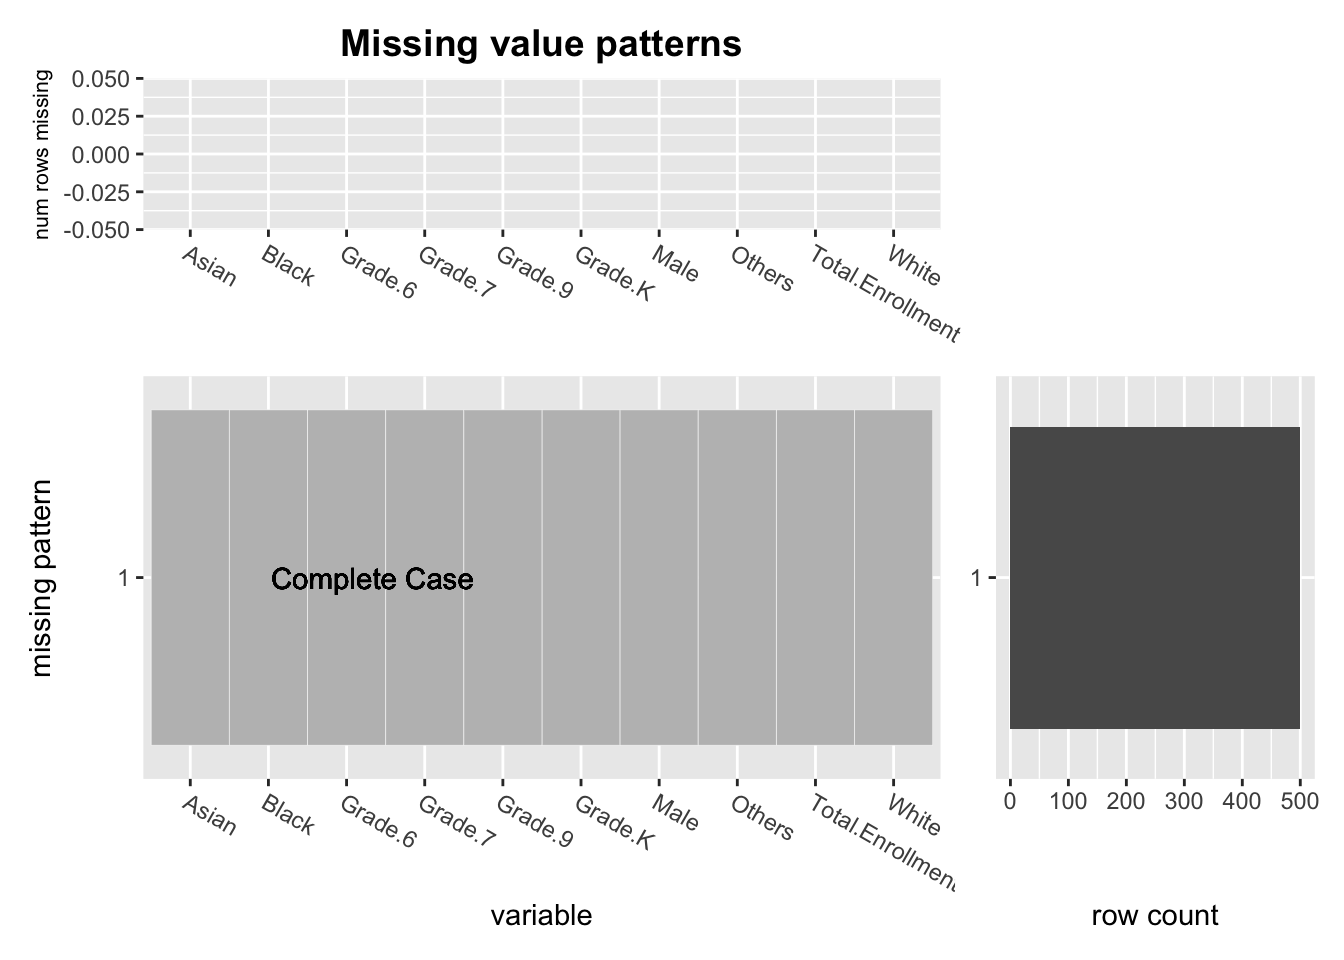 Missing value patterns
num rows missing
0.050
0.025
0.000
-0.025
-0.050
Asian
Black
Grade.6
Grade.7
Grade.9
Grade.K
Male
Others
Total.Enrollment
White
missing pattern
1
Complete Case
Asian
Black
Grade.6
Grade.7
Grade.9
Grade.K
Male
Others
Total.Enrollment
White
variable
1
0 100 200 300 400 500
row count